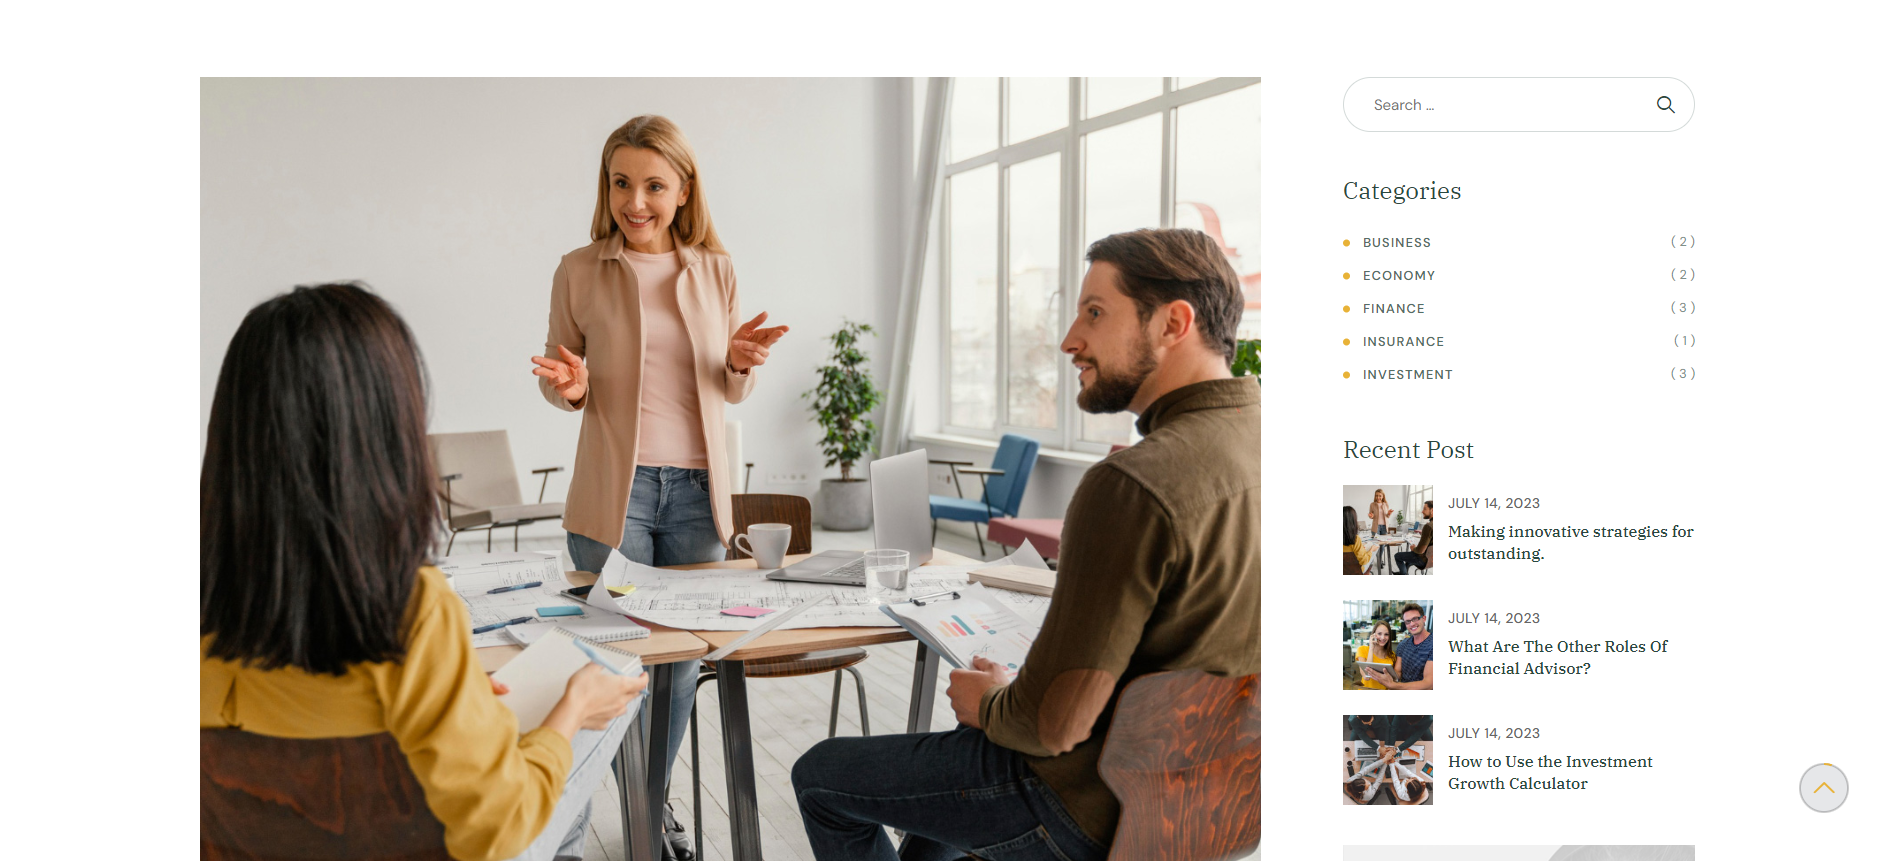 Search ...
Categories
BUSINESS ( 2 )
ECONOMY ( 2 )
FINANCE ( 3 )
INSURANCE ( 1 )
INVESTMENT ( 3 )
Recent Post
JULY 14, 2023
Making innovative strategies for
outstanding.
JULY 14, 2023
What Are The Other Roles Of
Financial Advisor?
JULY 14, 2023
How to Use the Investment
Growth Calculator